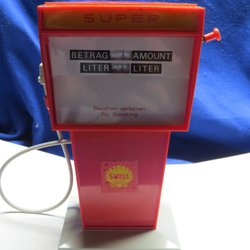 SUPER
BETRAG AMOUNT
LITER LITER
Rauchen verboten
No Smoking
SHELL